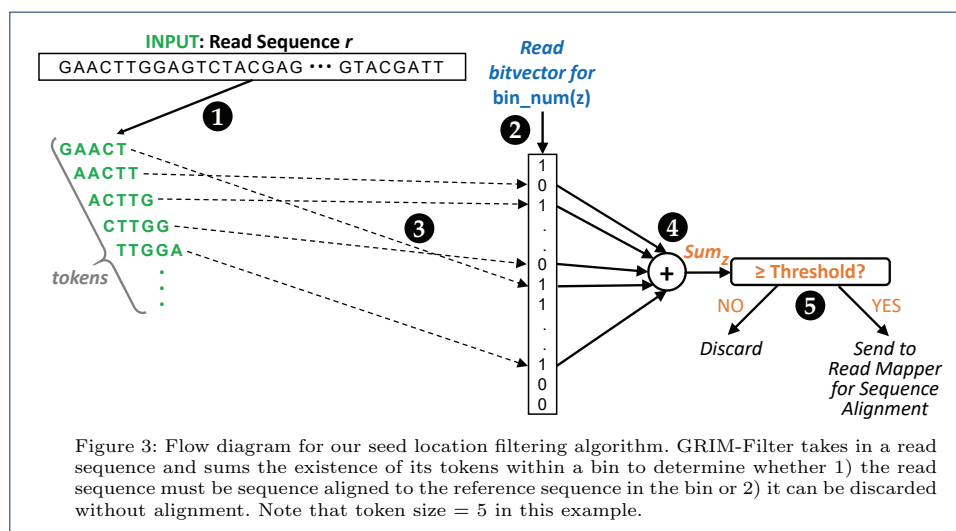 INPUT: Read Sequence r
GAACTTGGAGTCTACGAG ··· GTACGATT
Read
bitvector for
bin_num(z)
1
2
GAACT
AACTT
ACTTG
CTTGG
TTGGA
.
.
.
tokens
3
1
0
1
.
.
0
1
1
.
.
1
0
0
4
+
Sum_z
≥ Threshold?
5
NO
YES
Discard
Send to
Read Mapper
for Sequence
Alignment
Figure 3: Flow diagram for our seed location filtering algorithm. GRIM-Filter takes in a read
sequence and sums the existence of its tokens within a bin to determine whether 1) the read
sequence must be sequence aligned to the reference sequence in the bin or 2) it can be discarded
without alignment. Note that token size = 5 in this example.